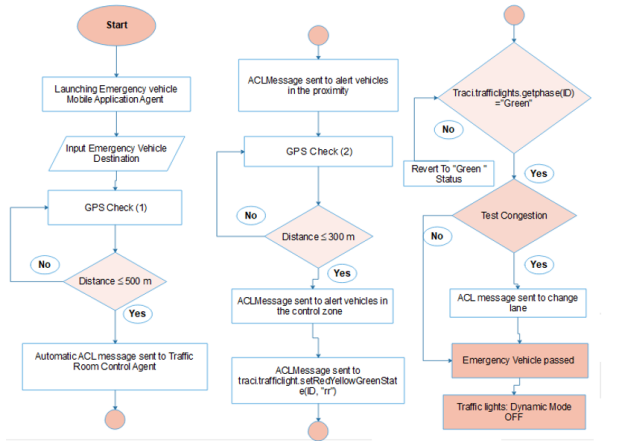 Start
Launching Emergency vehicle
Mobile Application Agent
Input Emergency Vehicle
Destination
GPS Check (1)
No
Distance ≤ 500 m
Yes
Automatic ACL message sent to Traffic
Room Control Agent
ACLMessage sent to alert vehicles
in the proximity
GPS Check (2)
No
Distance ≤ 300 m
Yes
ACLMessage sent to alert vehicles in
the control zone
ACLMessage sent to
traci.trafficlight.setRedYellowGreenStat
e(ID, "rr")
Traci.trafficlights.getphase(ID)
="Green"
No
Revert To "Green "
Status
Yes
Test Congestion
No
Yes
ACL message sent to change
lane
Emergency Vehicle passed
Traffic lights: Dynamic Mode
OFF